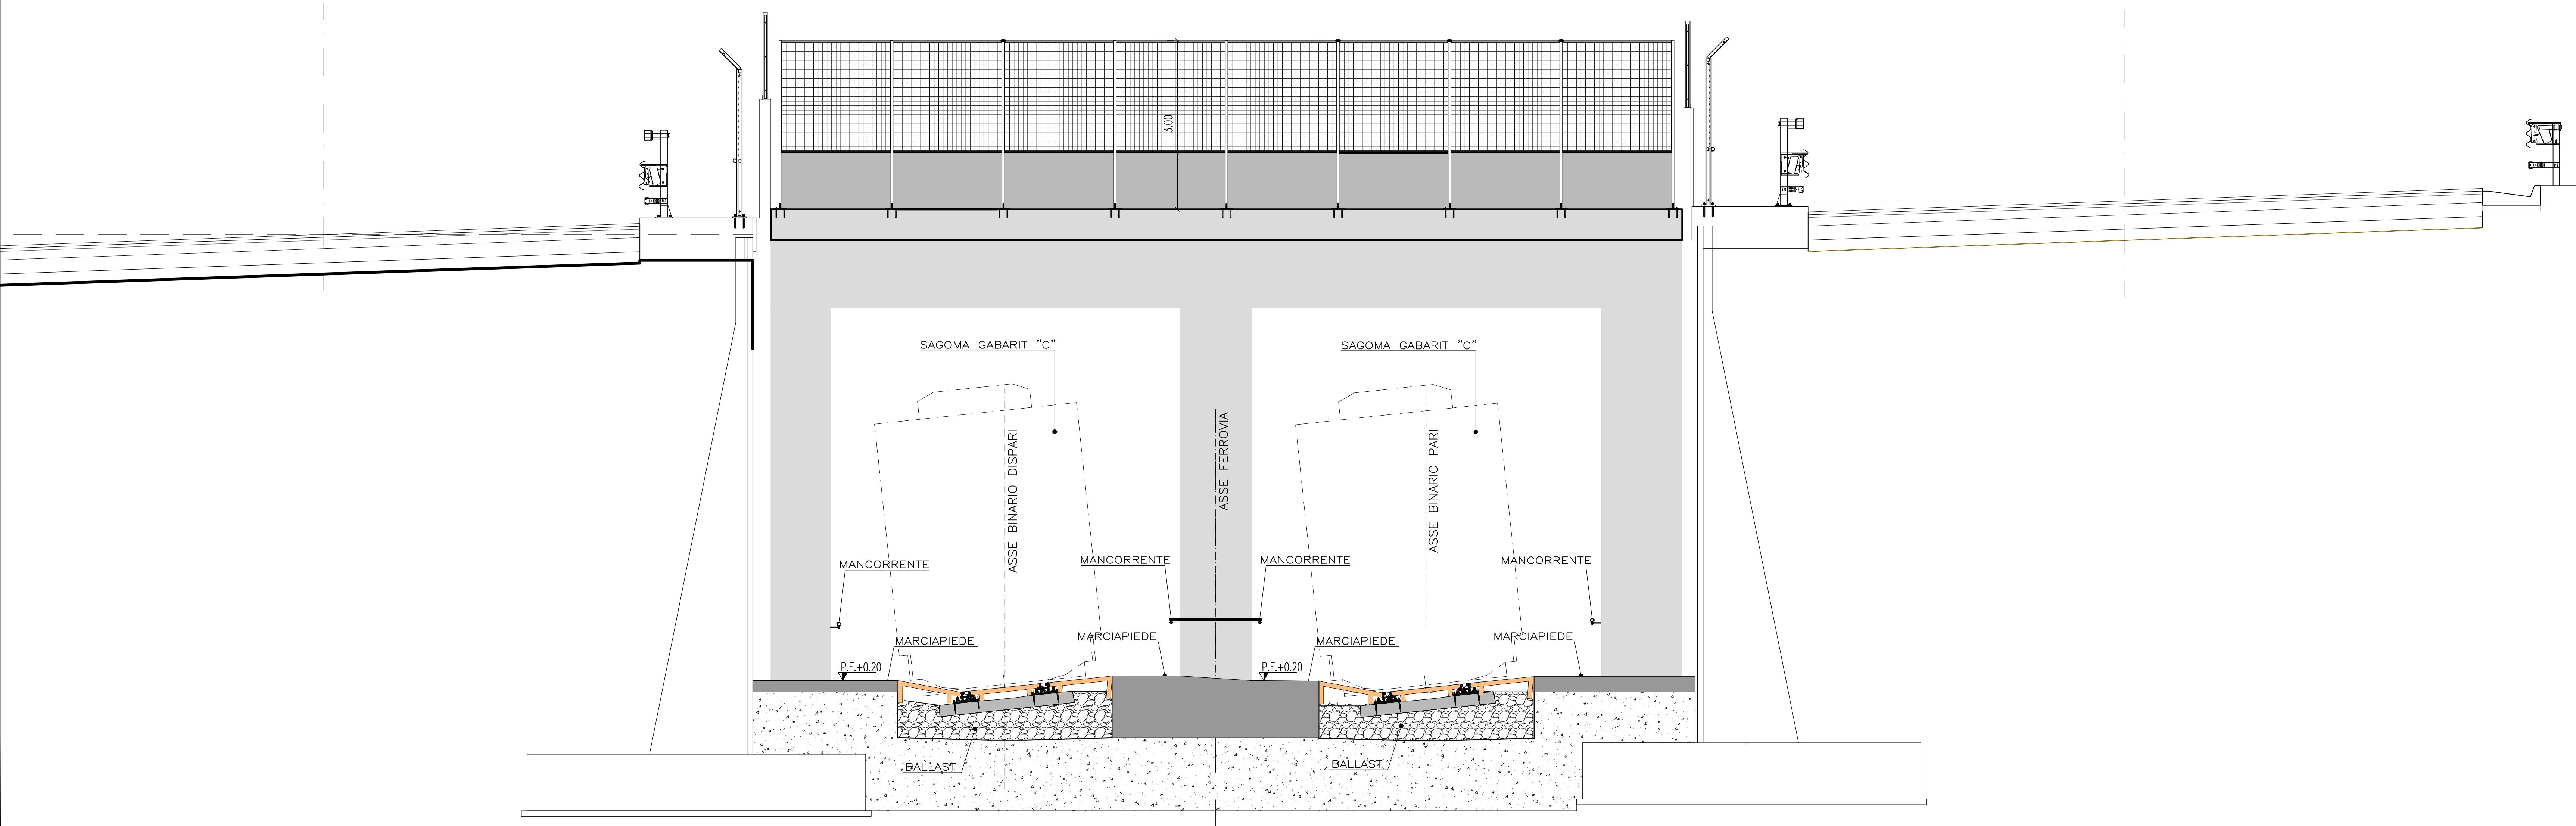 3.00
SAGOMA GABARIT "C"
SAGOMA GABARIT "C"
ASSE BINARIO DISPARI
ASSE FERROVIA
ASSE BINARIO PARI
MANCORRENTE
MANCORRENTE
MANCORRENTE
MANCORRENTE
MARCIAPIEDE
MARCIAPIEDE
MARCIAPIEDE
MARCIAPIEDE
P.F.+0.20
P.F.+0.20
BALLAST
BALLAST